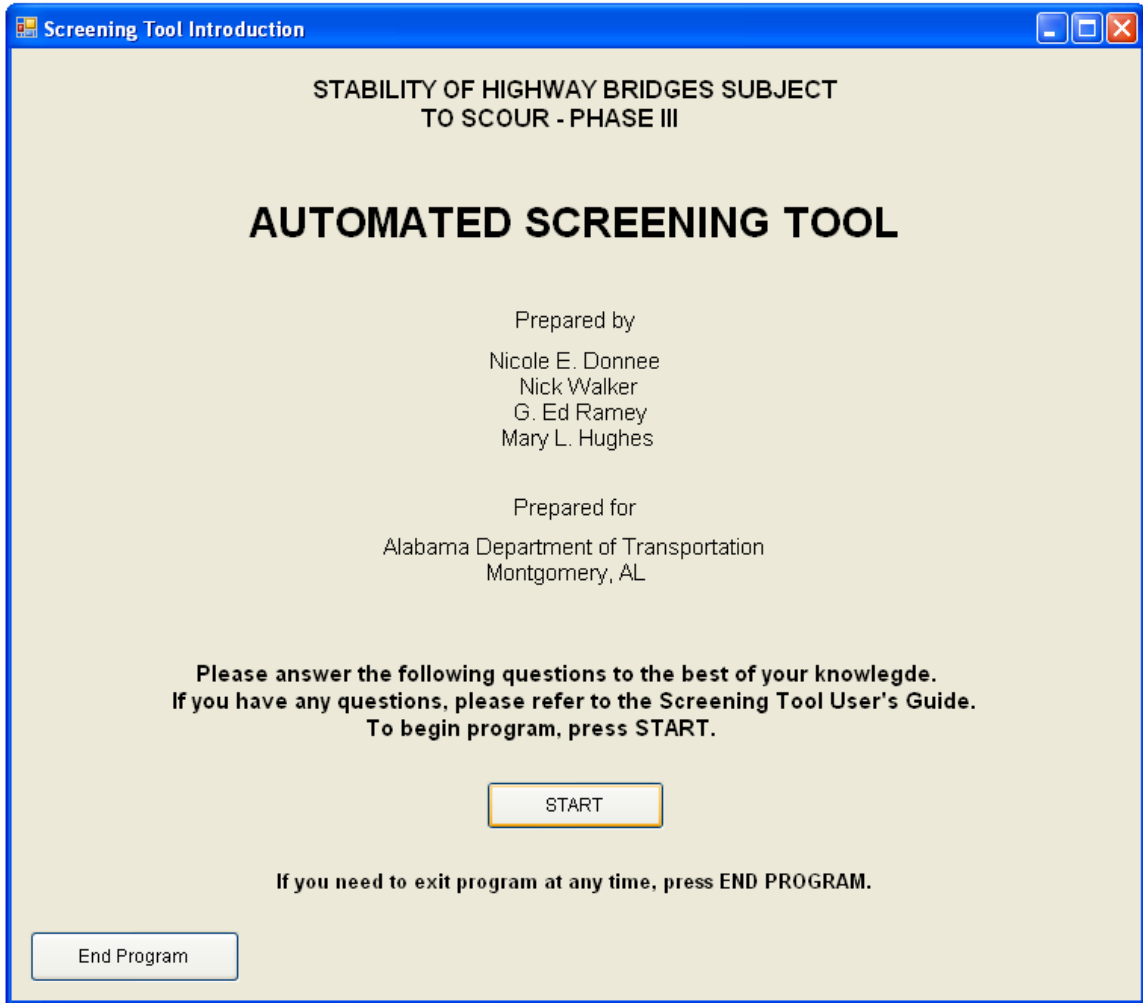 Screening Tool Introduction
STABILITY OF HIGHWAY BRIDGES SUBJECT
TO SCOUR - PHASE III
AUTOMATED SCREENING TOOL
Prepared by
Nicole E. Donnee
Nick Walker
G. Ed Ramey
Mary L. Hughes
Prepared for
Alabama Department of Transportation
Montgomery, AL
Please answer the following questions to the best of your knowlegde.
If you have any questions, please refer to the Screening Tool User's Guide.
To begin program, press START.
START
If you need to exit program at any time, press END PROGRAM.
End Program